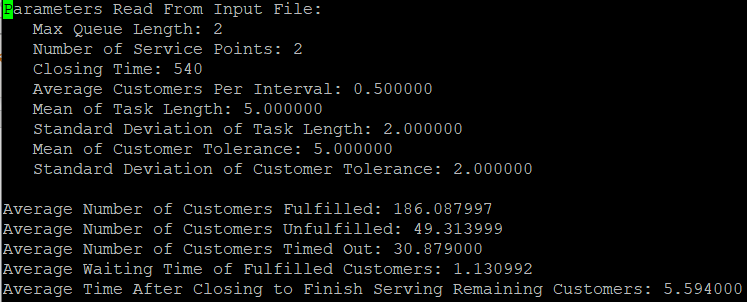 Parameters Read From Input File:
Max Queue Length: 2
Number of Service Points: 2
Closing Time: 540
Average Customers Per Interval: 0.500000
Mean of Task Length: 5.000000
Standard Deviation of Task Length: 2.000000
Mean of Customer Tolerance: 5.000000
Standard Deviation of Customer Tolerance: 2.000000
Average Number of Customers Fulfilled: 186.087997
Average Number of Customers Unfulfilled: 49.313999
Average Number of Customers Timed Out: 30.879000
Average Waiting Time of Fulfilled Customers: 1.130992
Average Time After Closing to Finish Serving Remaining Customers: 5.594000